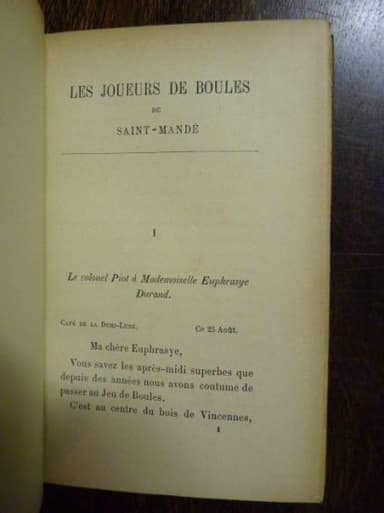 LES JOUEURS DE BOULES
DE
SAINT-MANDÉ
I
Le colonel Piot à Mademoiselle Euphrasye
Durand.
CAFÉ DE LA DEMI-LUNE. Ce 25 Août.
Ma chère Euphrasye,
Vous savez les après-midi superbes que
depuis des années nous avons coutume de
passer au Jeu de Boules.
C'est au centre du bois de Vincennes,
1